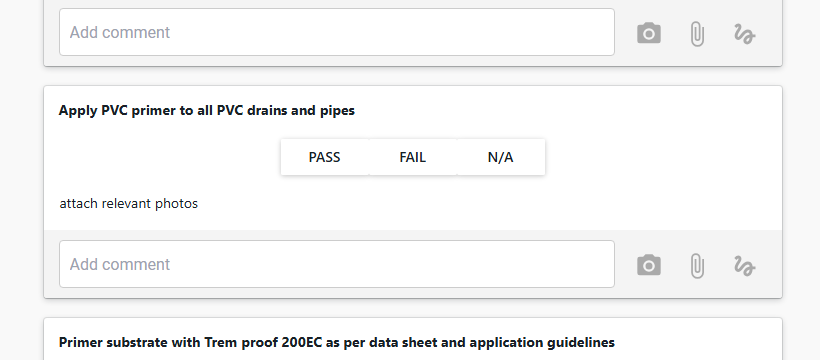 Add comment
Apply PVC primer to all PVC drains and pipes
PASS
FAIL
N/A
attach relevant photos
Add comment
Primer substrate with Trem proof 200EC as per data sheet and application guidelines